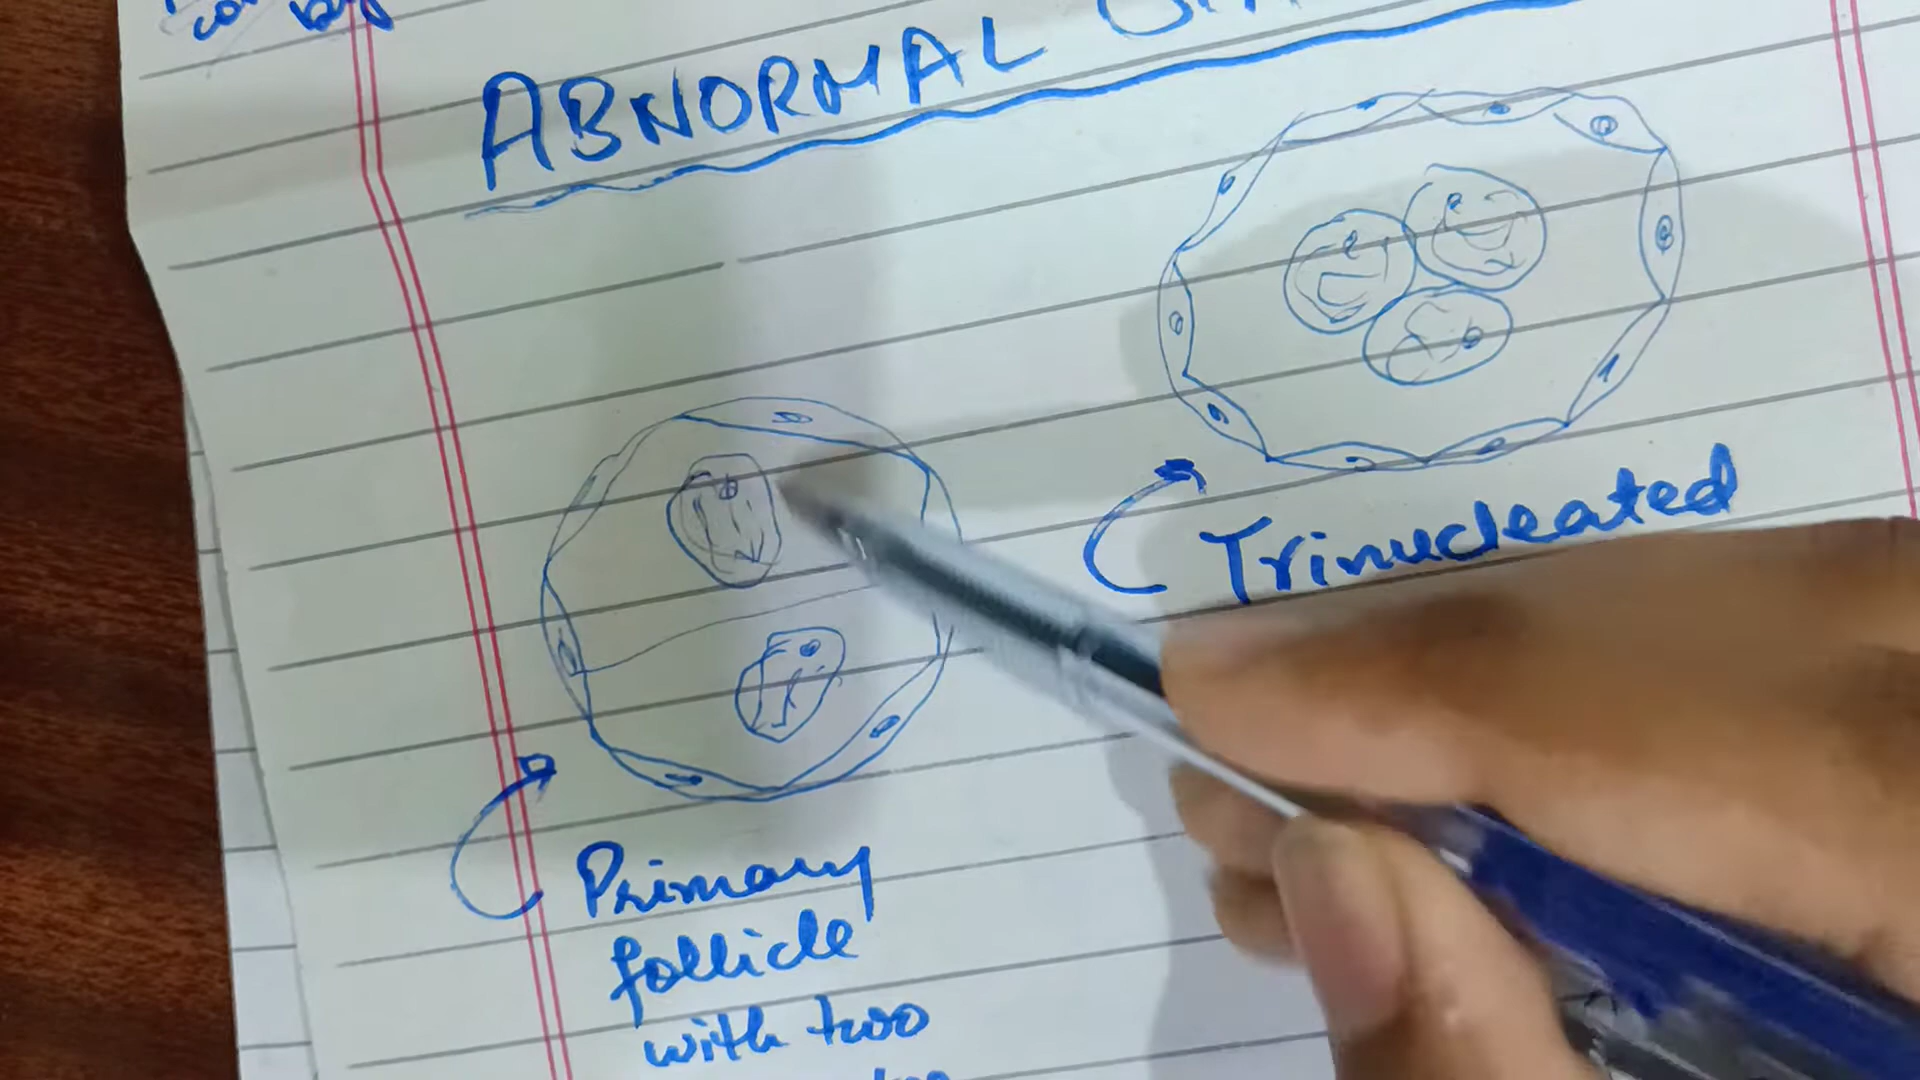 ABNORMAL
Trinucleated
Primary
follicle
with two